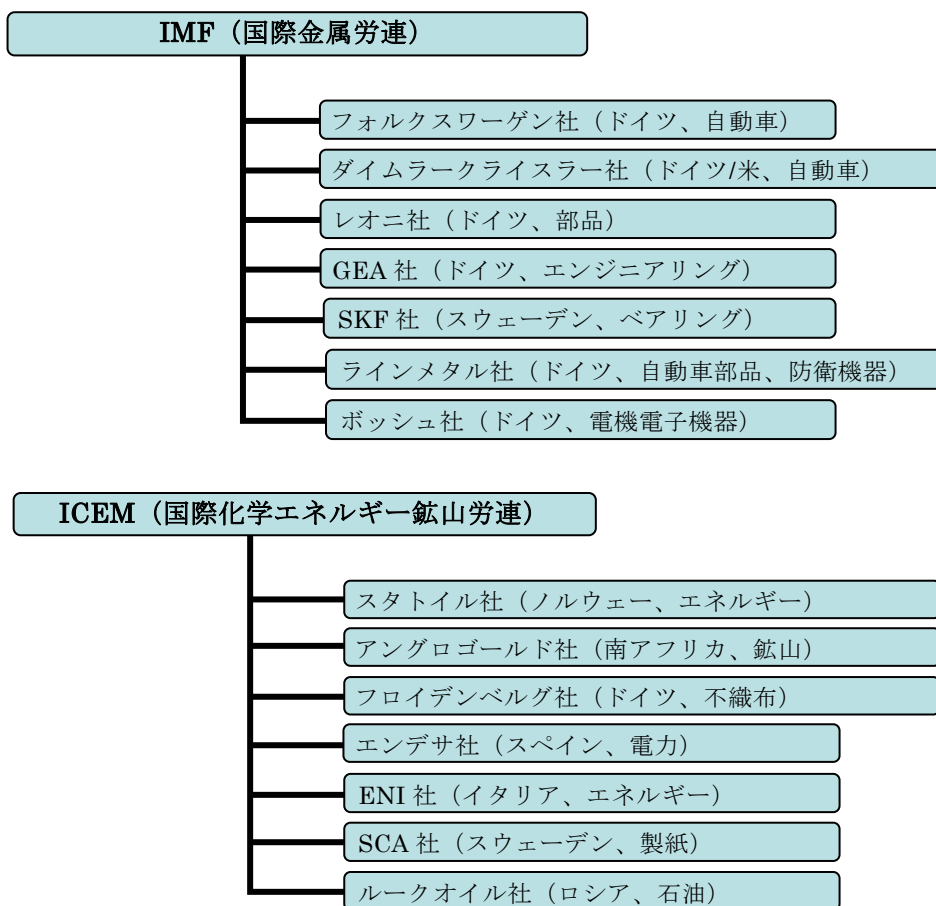 IMF（国際金属労連）
フォルクスワーゲン社（ドイツ、自動車）
ダイムラークライスラー社（ドイツ/米、自動車）
レオニ社（ドイツ、部品）
GEA 社（ドイツ、エンジニアリング）
SKF 社（スウェーデン、ベアリング）
ラインメタル社（ドイツ、自動車部品、防衛機器）
ボッシュ社（ドイツ、電機電子機器）
ICEM（国際化学エネルギー鉱山労連）
スタトイル社（ノルウェー、エネルギー）
アングロゴールド社（南アフリカ、鉱山）
フロイデンベルグ社（ドイツ、不織布）
エンデサ社（スペイン、電力）
ENI 社（イタリア、エネルギー）
SCA 社（スウェーデン、製紙）
ルークオイル社（ロシア、石油）